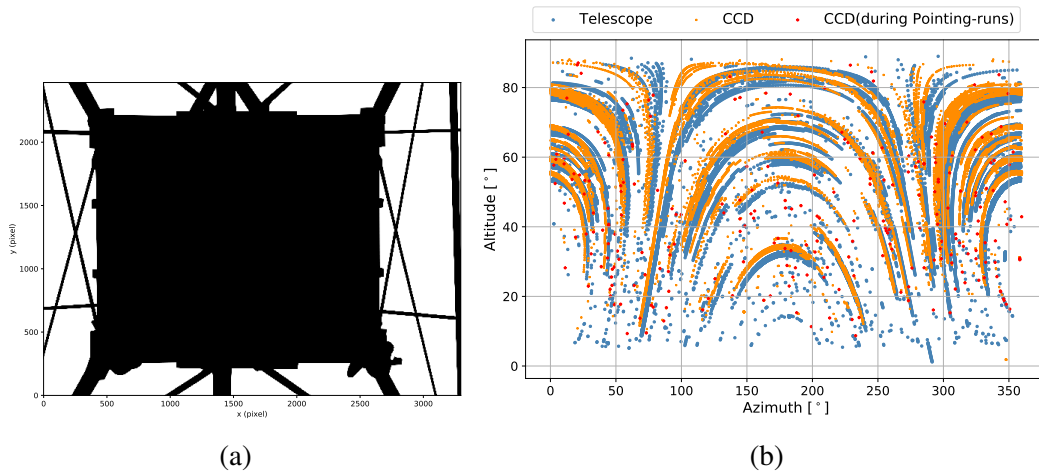 Telescope CCD CCD(during Pointing-runs)
2000
1500
1000
500
0
y (pixel)
0 500 1000 1500 2000 2500 3000
x (pixel)
80
60
40
20
0
Altitude [ ° ]
0 50 100 150 200 250 300 350
Azimuth [ ° ]
(a) (b)